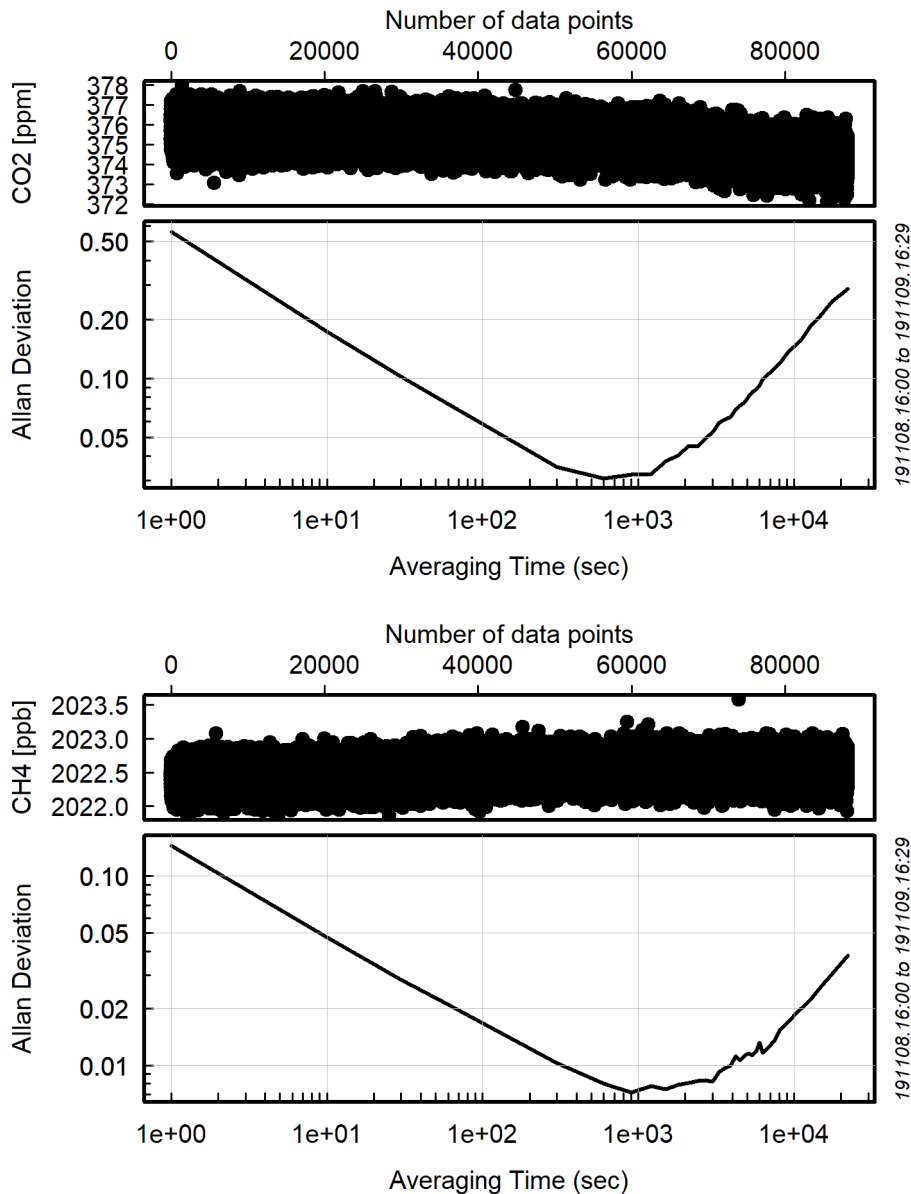 Number of data points
0 20000 40000 60000 80000
CO2 [ppm]
378
377
376
375
374
373
372
Allan Deviation
0.50
0.20
0.10
0.05
191108.16:00 to 191109.16:29
1e+00 1e+01 1e+02 1e+03 1e+04
Averaging Time (sec)
Number of data points
0 20000 40000 60000 80000
CH4 [ppb]
2023.5
2023.0
2022.5
2022.0
Allan Deviation
0.10
0.05
0.02
0.01
191108.16:00 to 191109.16:29
1e+00 1e+01 1e+02 1e+03 1e+04
Averaging Time (sec)